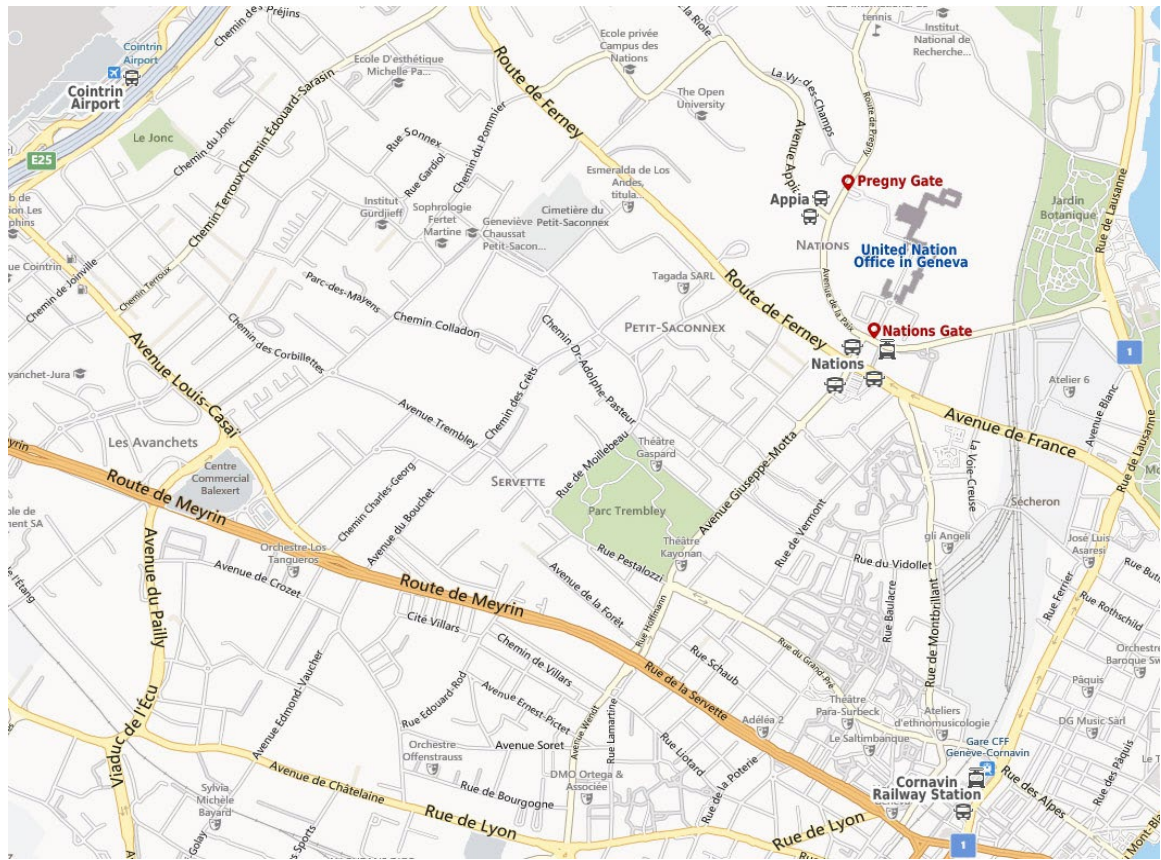 Chemin des
Préjins
de la Riole
tennis
Ecole privée
Campus des
Nations
Institut
National de
Recherche...
Cointrin
Airport
Cointrin
Airport
Ecole D'esthétique
Michelle Pa...
Route de Ferney
La Vy-des-Champs
Route de Pregny
The Open
University
Avenue Appia
Le Jonc
Chemin du Jonc
Chemin Édouard-Sarasin
Rue Sonnex
Rue Gardiol
Chemin du Pommier
E25
Esmeralda de Los
Andes,
titula...
Pregny Gate
Appia
Jardin
Botanique
Rue de Lausanne
Chemin Terroux
Institut
Gurdjieff
Sophrologie
Fertet
Martine
Geneviève
Chaussat
Petit-Sacon...
Cimetière du
Petit-Saconnex
NATIONS
United Nation
Office in Geneva
Chemin de Joinville
Chemin Terroux
Parc-des-Mayens
Tagada SARL
Route de Ferney
Avenue de la Paix
Chemin Colladon
Chemin Dr-Adolphe-Pasteur
PETIT-SACONNEX
Nations Gate
Nations
1
Avenue Louis-Casaï
Chemin des Corbillettes
vanchet-Jura
Chemin des Crêts
Atelier 6
Avenue Blanc
Avenue Trembley
Avenue de France
Les Avanchets
Centre
Commercial
Balexert
Route de Meyrin
Chemin Charles-Georg
Avenue du Bouchet
SERVETTE
Rue de Moillebeau
Théâtre
Gaspard
Parc Trembley
Avenue Giuseppe-Motta
La Voie-Creuse
Sécheron
Rue de Lausanne
Avenue du Pailly
Orchestre Los
Tangueros
Avenue de Crozet
Théâtre
Kayonan
Rue de Vermont
gli Angeli
José Luis
Asaresi
Rue Pestalozzi
Rue du Vidollet
Route de Meyrin
Avenue de la Forêt
Rue Hoffmann
Rue Baulacre
Rue de Montbrillant
Rue Ferrier
Rue Rothschild
Cité Villars
Chemin de Villars
Rue de la Servette
Rue Schaub
Rue du Grand-Pré
Orchestre
Baroque
Pâquis
Avenue Edmond-Vaucher
Rue Edouard-Rod
Avenue Ernest-Pictet
Avenue Wendt
Rue Lamartine
Théâtre
Para-Surbeck
Adéléa 2
Le Saltimbanque
Ateliers
d'ethnomusicologie
DG Music Sàrl
Viaduc de l'Écu
Orchestre
Offenstrauss
Avenue Soret
Rue Liotard
Gare CFF
Genève-Cornavin
Cornavin
Railway Station
Avenue de Châtelaine
DMO Ortega &
Associée
Rue de la Poterie
Rue des Alpes
Rue des Pâquis
Sylvia
Michèle
Bayard
Rue de Bourgogne
Rue de Lyon
Rue de Lyon
1